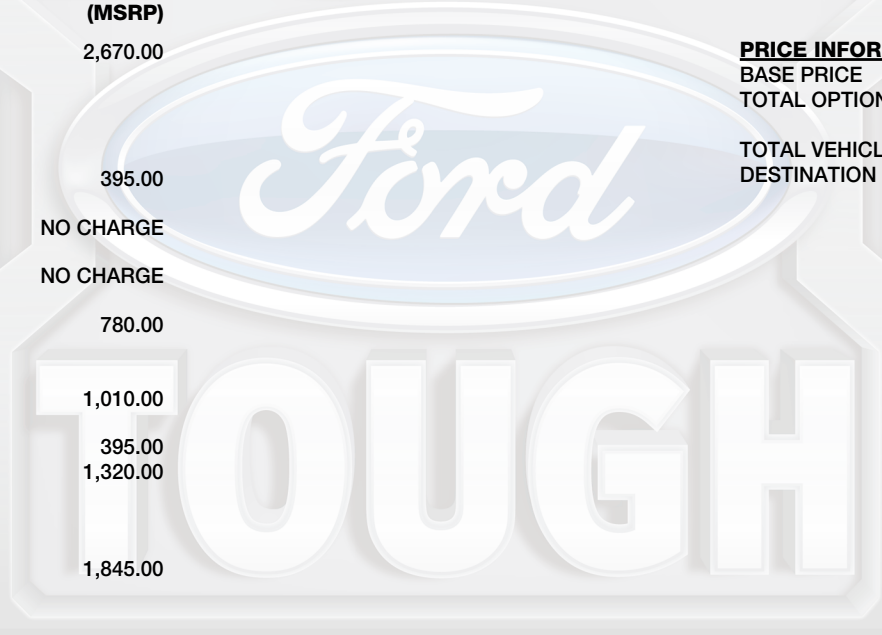 (MSRP)
2,670.00
395.00
NO CHARGE
NO CHARGE
780.00
1,010.00
395.00
1,320.00
1,845.00
PRICE INFOR
BASE PRICE
TOTAL OPTION
TOTAL VEHICL
DESTINATION
Ford
TOUGH